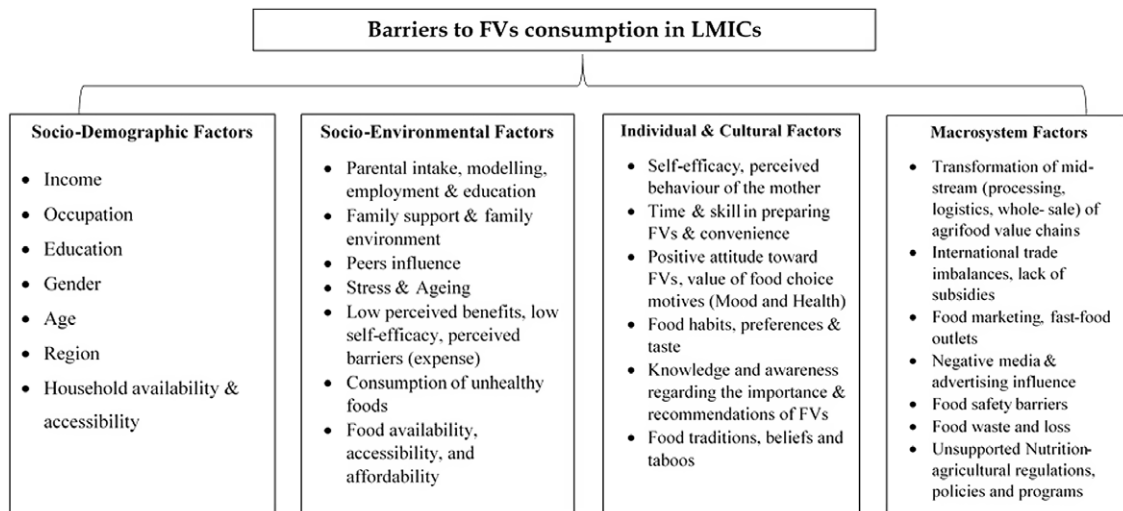 Barriers to FVs consumption in LMICs
Socio-Demographic Factors
• Income
• Occupation
• Education
• Gender
• Age
• Region
• Household availability &
accessibility
Socio-Environmental Factors
• Parental intake, modelling,
employment & education
• Family support & family
environment
• Peers influence
• Stress & Ageing
• Low perceived benefits, low
self-efficacy, perceived
barriers (expense)
• Consumption of unhealthy
foods
• Food availability,
accessibility, and
affordability
Individual & Cultural Factors
• Self-efficacy, perceived
behaviour of the mother
• Time & skill in preparing
FVs & convenience
• Positive attitude toward
FVs, value of food choice
motives (Mood and Health)
• Food habits, preferences &
taste
• Knowledge and awareness
regarding the importance &
recommendations of FVs
• Food traditions, beliefs and
taboos
Macrosystem Factors
• Transformation of mid-
stream (processing,
logistics, whole- sale) of
agrifood value chains
• International trade
imbalances, lack of
subsidies
• Food marketing, fast-food
outlets
• Negative media &
advertising influence
• Food safety barriers
• Food waste and loss
• Unsupported Nutrition-
agricultural regulations,
policies and programs